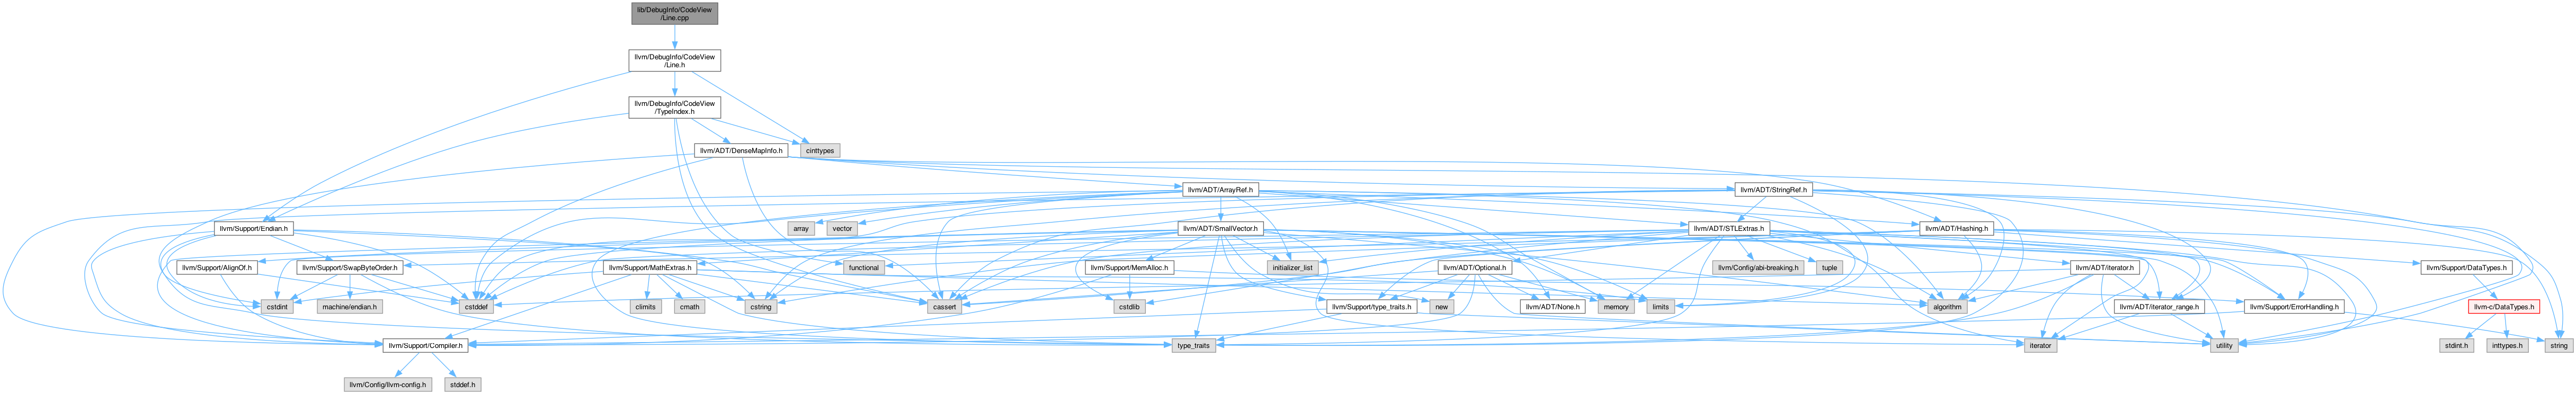 lib/DebugInfo/CodeView
/Line.cpp
llvm/DebugInfo/CodeView
/Line.h
llvm/DebugInfo/CodeView
/TypeIndex.h
llvm/ADT/DenseMapInfo.h
cinttypes
llvm/ADT/ArrayRef.h
llvm/ADT/StringRef.h
llvm/Support/Endian.h
array
vector
llvm/ADT/SmallVector.h
llvm/ADT/STLExtras.h
llvm/ADT/Hashing.h
llvm/Support/AlignOf.h
llvm/Support/SwapByteOrder.h
llvm/Support/MathExtras.h
functional
llvm/Support/MemAlloc.h
initializer_list
llvm/ADT/Optional.h
llvm/Config/abi-breaking.h
tuple
llvm/ADT/iterator.h
llvm/Support/DataTypes.h
cstdint
machine/endian.h
cstddef
climits
cmath
cstring
cassert
cstdlib
llvm/Support/type_traits.h
new
llvm/ADT/None.h
memory
limits
algorithm
llvm/ADT/iterator_range.h
llvm/Support/ErrorHandling.h
llvm-c/DataTypes.h
llvm/Support/Compiler.h
type_traits
iterator
utility
stdint.h
inttypes.h
string
llvm/Config/llvm-config.h
stddef.h